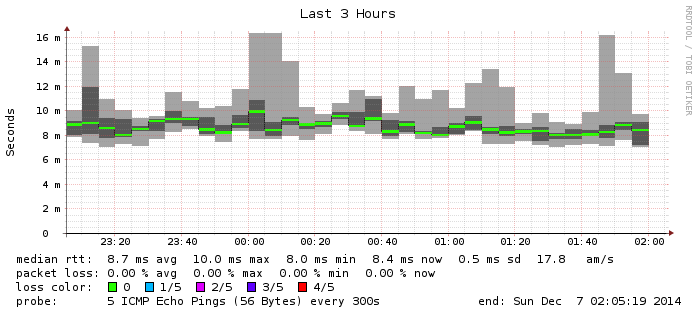 Last 3 Hours
RRDTOOL / TOBI OETIKER
Seconds
16 m
14 m
12 m
10 m
8 m
6 m
4 m
2 m
0
23:20 23:40 00:00 00:20 00:40 01:00 01:20 01:40 02:00
median rtt: 8.7 ms avg 10.0 ms max 8.0 ms min 8.4 ms now 0.5 ms sd 17.8 am/s
packet loss: 0.00 % avg 0.00 % max 0.00 % min 0.00 % now
loss color: 0 1/5 2/5 3/5 4/5
probe: 5 ICMP Echo Pings (56 Bytes) every 300s end: Sun Dec 7 02:05:19 2014